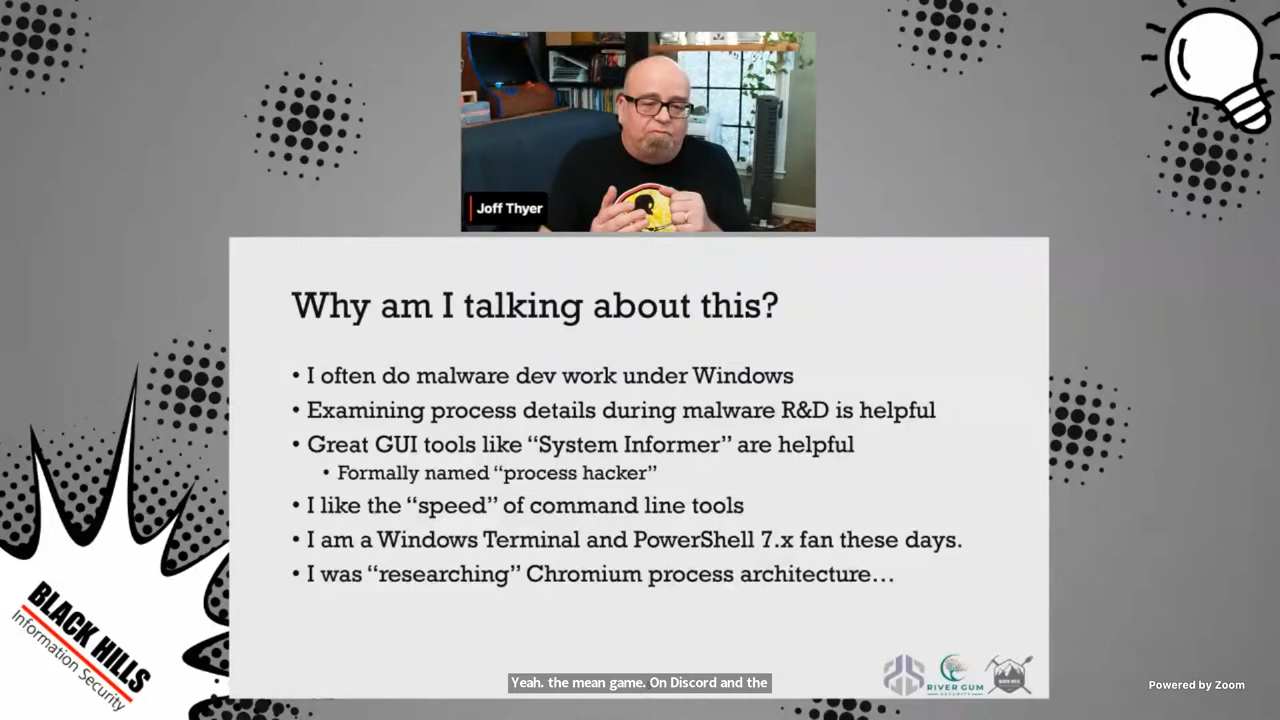 Joff Thyer
Why am I talking about this?
• I often do malware dev work under Windows
• Examining process details during malware R&D is helpful
• Great GUI tools like “System Informer” are helpful
• Formally named “process hacker”
• I like the “speed” of command line tools
• I am a Windows Terminal and PowerShell 7.x fan these days.
• I was “researching” Chromium process architecture…
BLACK HILLS
Information Security
RIVER GUM
SECURITY
Yeah. the mean game. On Discord and the
Powered by Zoom